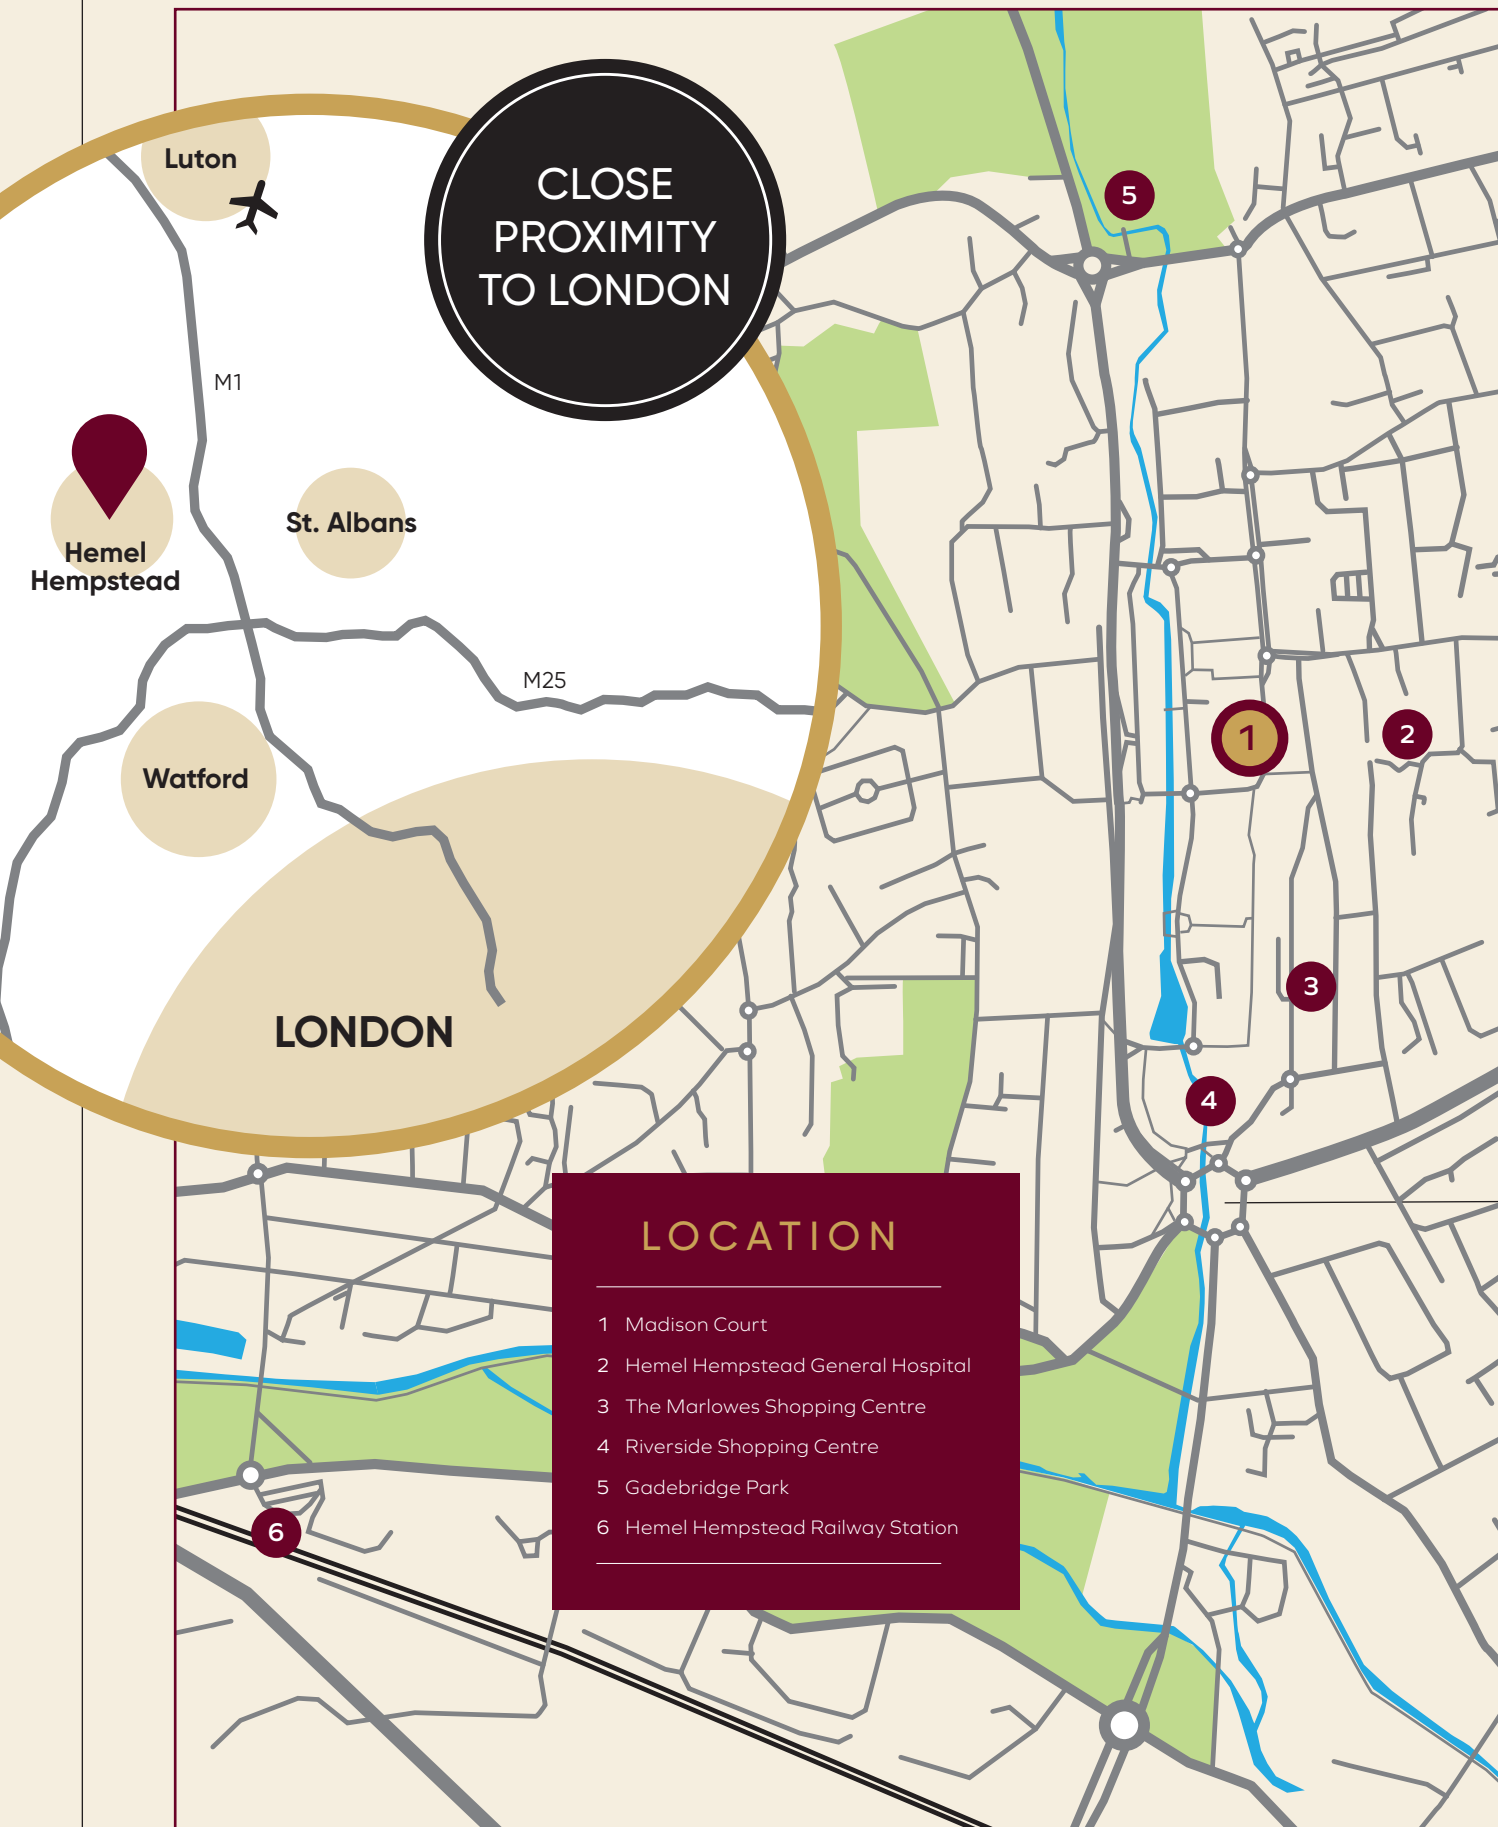 CLOSE
PROXIMITY
TO LONDON
Luton
M1
Hemel
Hempstead
St. Albans
M25
Watford
LONDON
5
1
2
3
4
6
LOCATION
1 Madison Court
2 Hemel Hempstead General Hospital
3 The Marlowes Shopping Centre
4 Riverside Shopping Centre
5 Gadebridge Park
6 Hemel Hempstead Railway Station